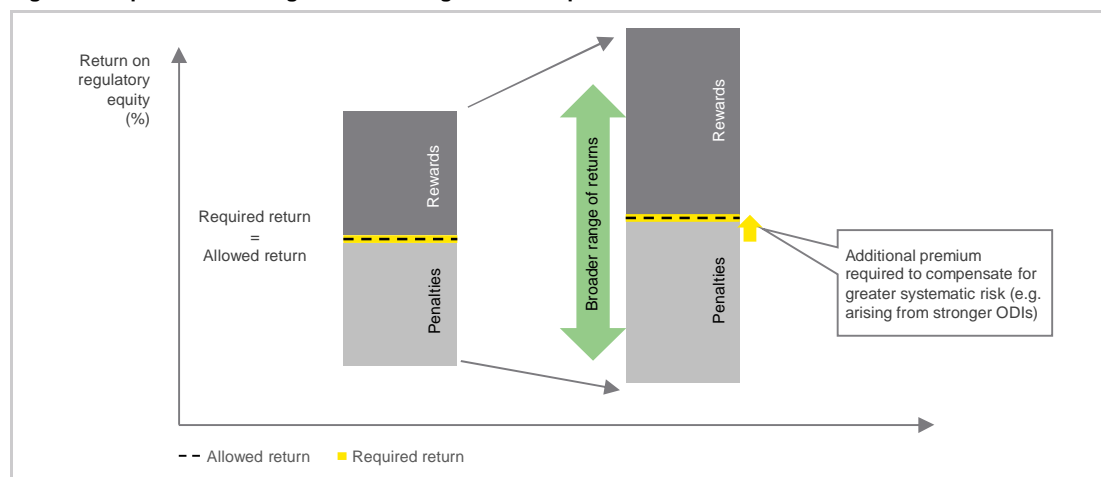 Return on
regulatory
equity
(%)
Rewards
Rewards
Broader range of returns
Required return
=
Allowed return
Penalties
Penalties
Additional premium
required to compensate for
greater systematic risk (e.g.
arising from stronger ODIs)
Allowed return
Required return